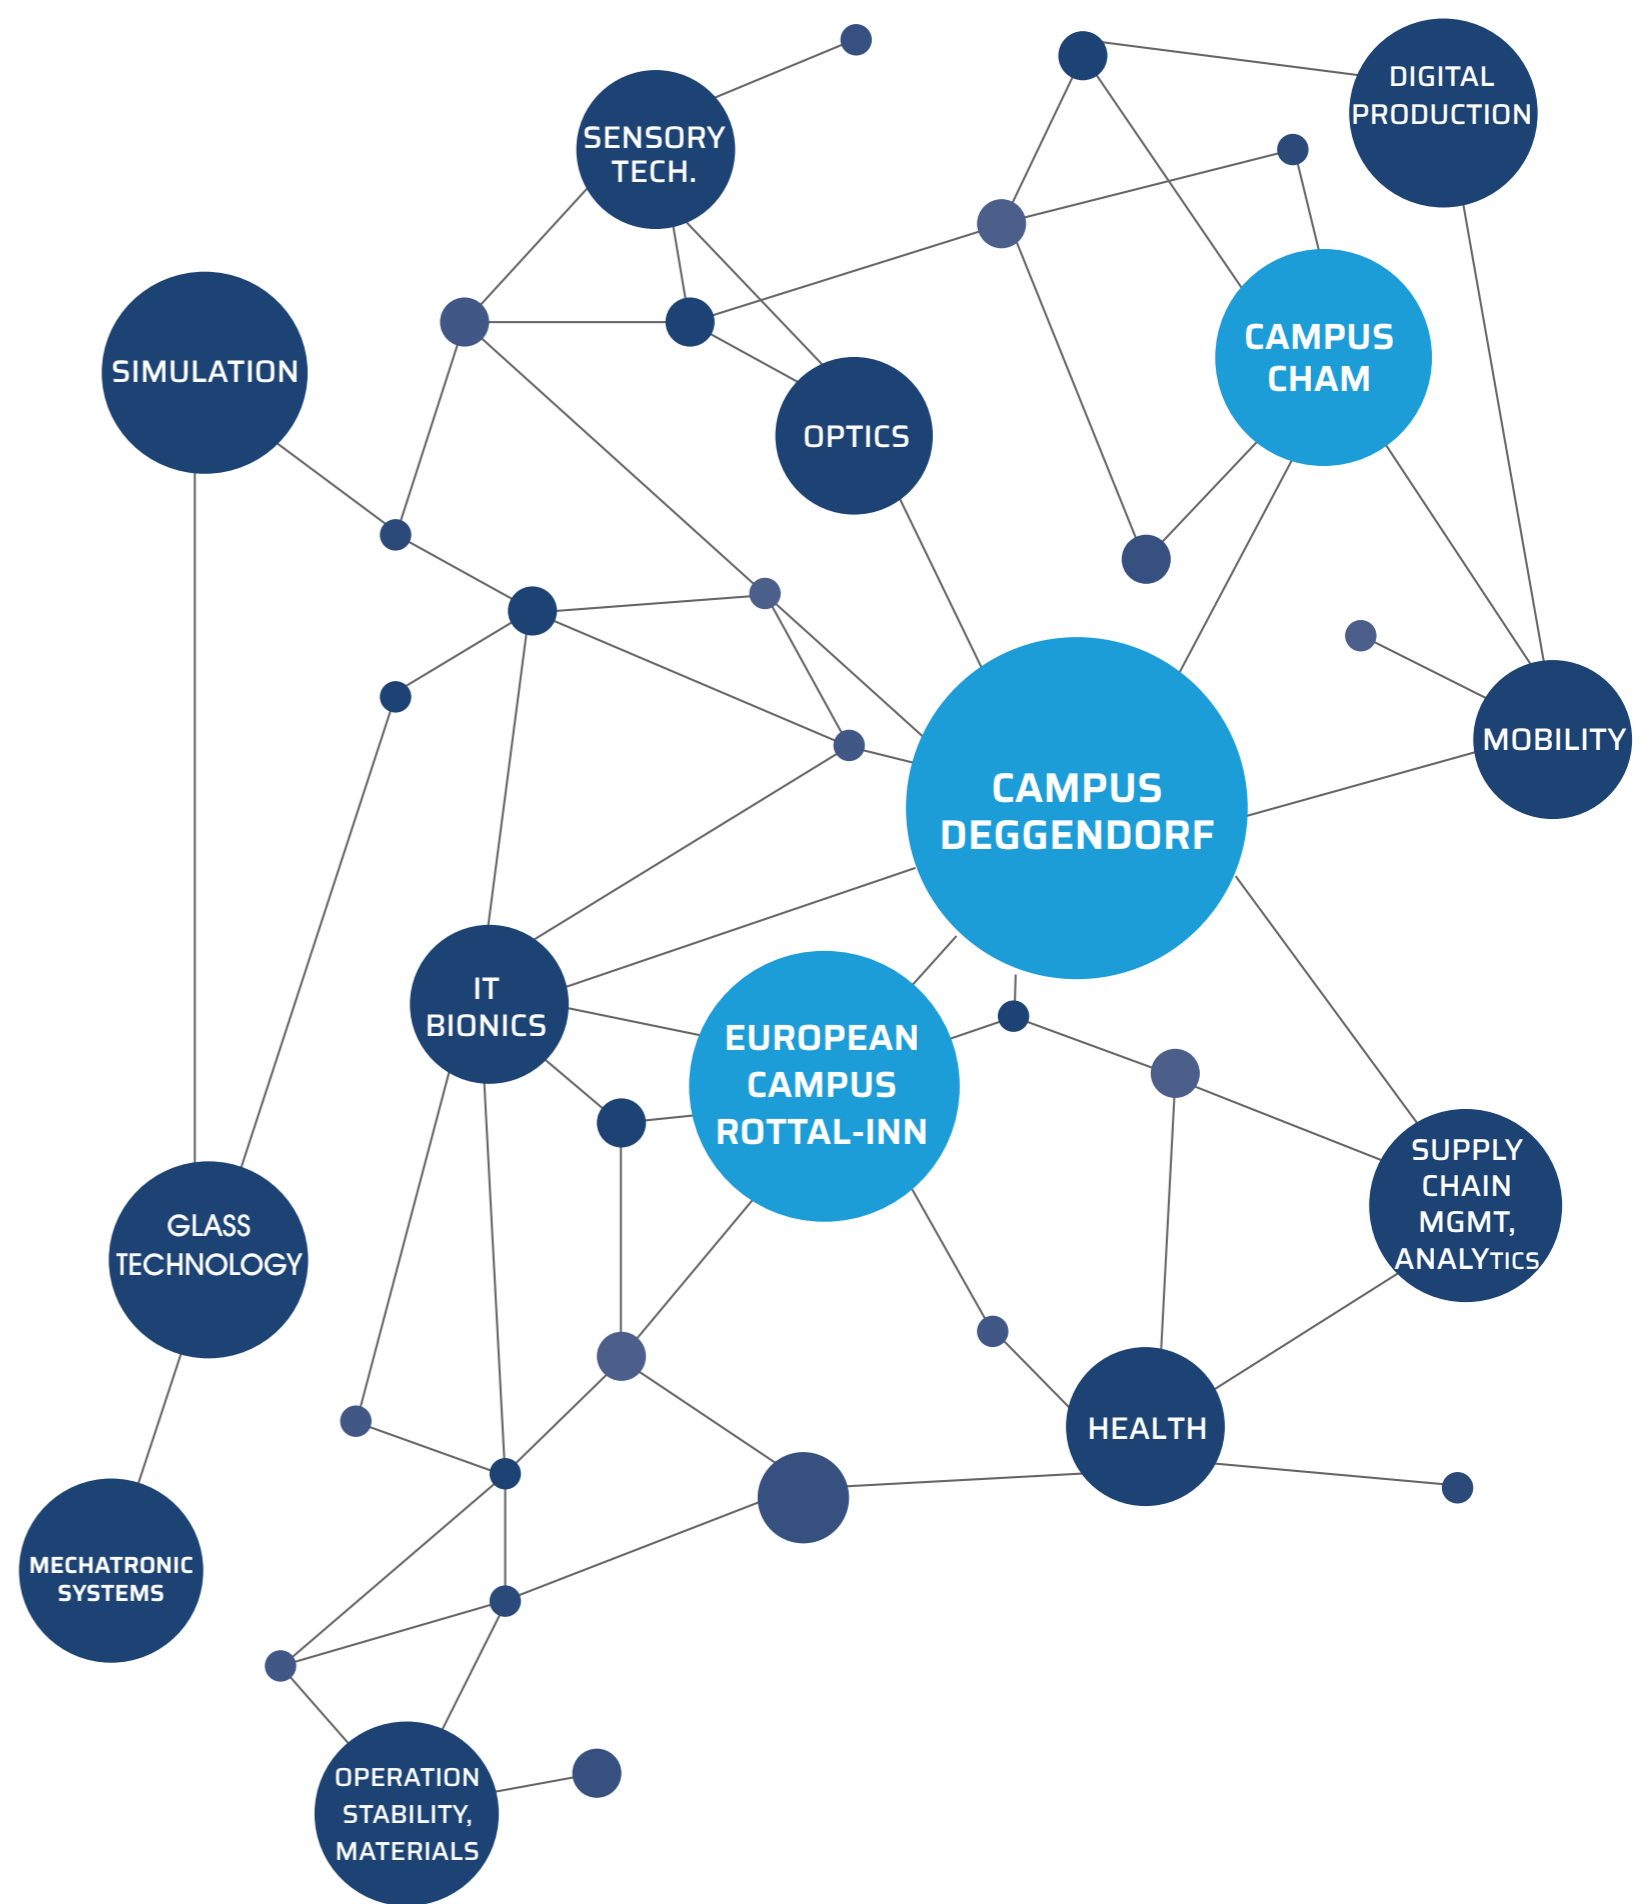 DIGITAL
PRODUCTION
SENSORY
TECH.
CAMPUS
CHAM
SIMULATION
OPTICS
MOBILITY
CAMPUS
DEGGENDORF
IT
BIONICS
EUROPEAN
CAMPUS
ROTTAL-INN
SUPPLY
CHAIN
MGMT,
ANALYTICS
GLASS
TECHNOLOGY
HEALTH
MECHATRONIC
SYSTEMS
OPERATION
STABILITY,
MATERIALS